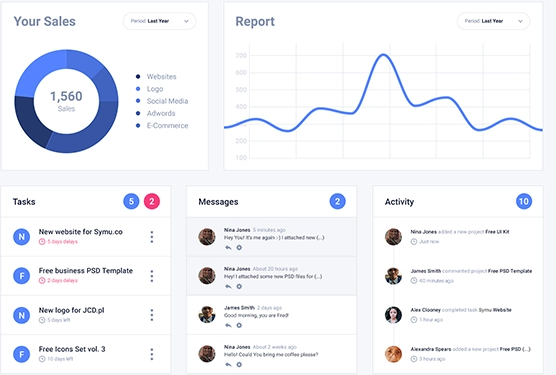 Your Sales
Period: Last Year
1,560
Sales
Websites
Logo
Social Media
Adwords
E-Commerce
Report
Period: Last Year
700
600
500
400
300
200
100
Tasks
5
2
N
New website for Symu.co
5 days delays
F
Free business PSD Template
2 days delays
N
New logo for JCD.pl
5 days left
F
Free Icons Set vol. 3
10 days left
Messages
2
Nina Jones 5 minutes ago
Hey You! It's me again :-) I attached new (...)
Nina Jones About 20 hours ago
Hey! I attached some new PSD files for (...)
James Smith 2 days ago
Good morning, you are fired!
Nina Jones About 2 weeks ago
Hello! Could You bring me coffee please?
Activity
10
Nina Jones added a new project Free UI Kit
Just now
James Smith commented project Free PSD Template
40 minutes ago
Alex Clooney completed task Symu Website
1 hour ago
Alexandra Spears added a new project Free PSD (...)
3 hours ago